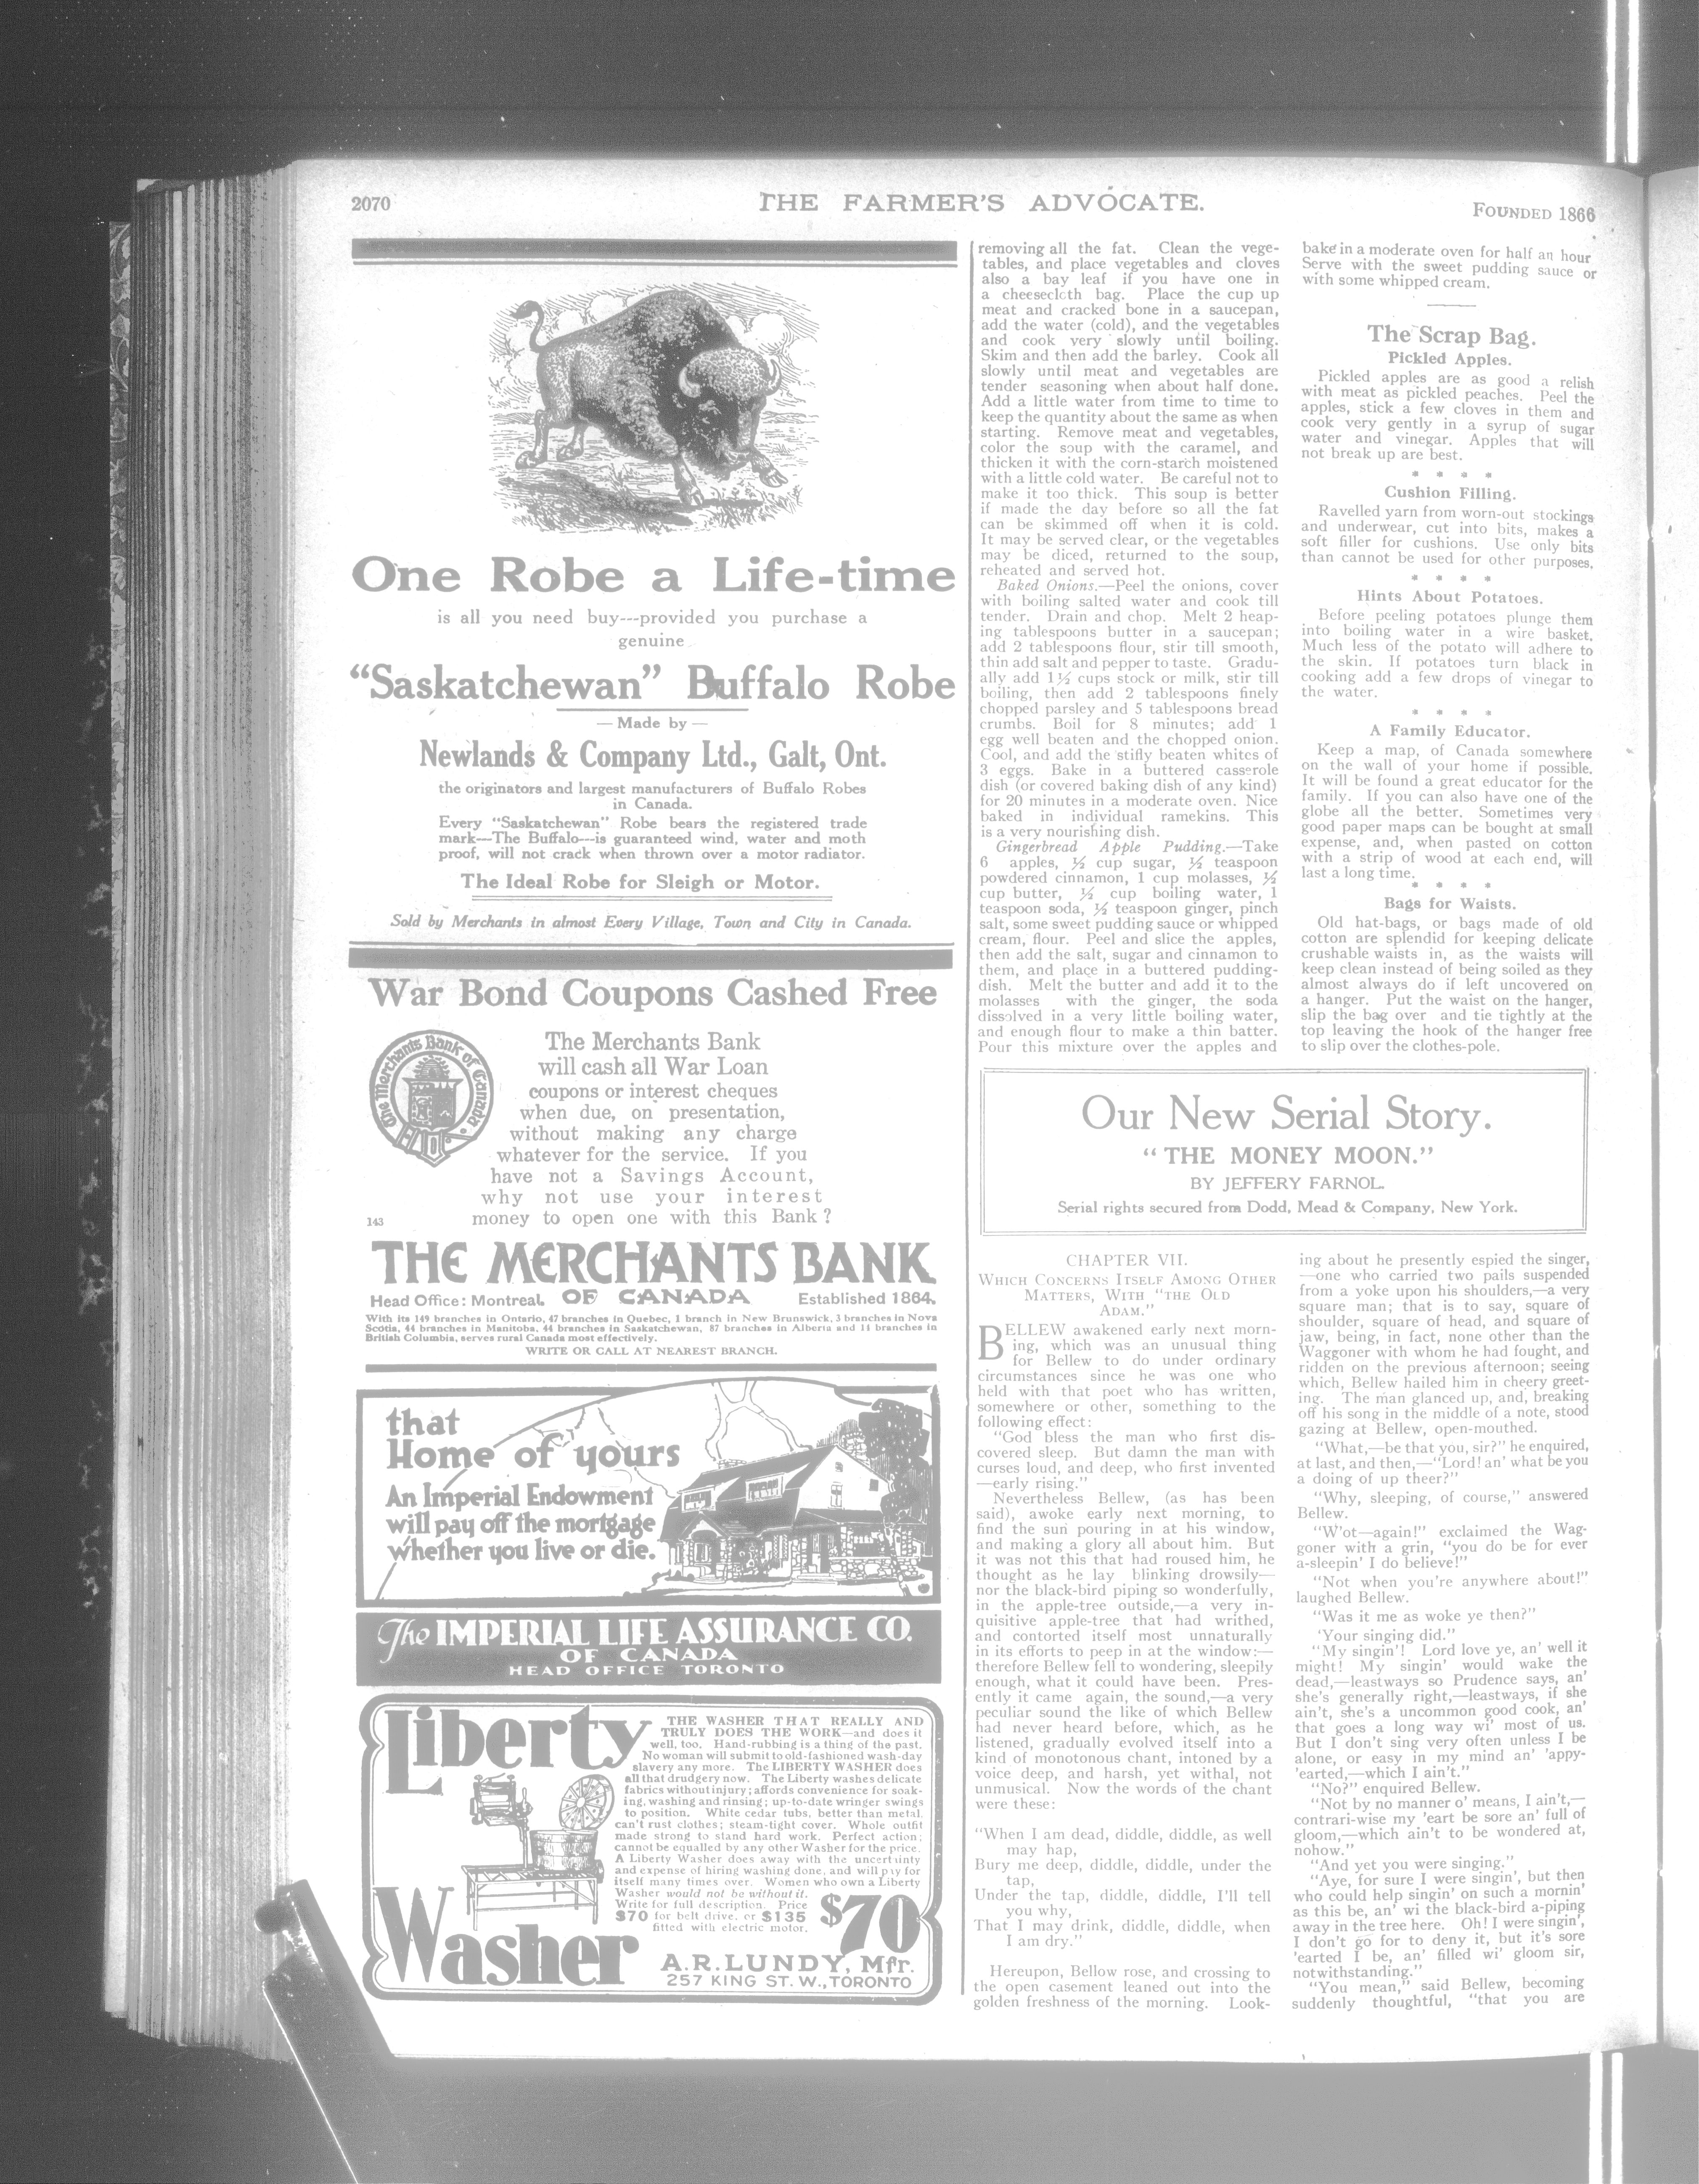 2070
THE FARMER'S ADVOCATE.
FOUNDED 1866
One Robe a Life-time
is all you need buy---provided you purchase a
genuine
"Saskatchewan" Buffalo Robe
— Made by —
Newlands & Company Ltd., Galt, Ont.
the originators and largest manufacturers of Buffalo Robes
in Canada.
Every "Saskatchewan" Robe bears the registered trade
mark—The Buffalo—is guaranteed wind, water and moth
proof, will not crack when thrown over a motor radiator.
The Ideal Robe for Sleigh or Motor.
Sold by Merchants in almost Every Village, Town and City in Canada.
War Bond Coupons Cashed Free
The Merchants Bank of Canada
The Merchants Bank
will cash all War Loan
coupons or interest cheques
when due, on presentation,
without making any charge
whatever for the service. If you
have not a Savings Account,
why not use your interest
money to open one with this Bank?
143
THE MERCHANTS BANK
Head Office: Montreal. OF CANADA Established 1864.
With its 149 branches in Ontario, 47 branches in Quebec, 1 branch in New Brunswick, 3 branches in Nova
Scotia, 44 branches in Manitoba, 44 branches in Saskatchewan, 87 branches in Alberta and 11 branches in
British Columbia, serves rural Canada most effectively.
WRITE OR CALL AT NEAREST BRANCH.
that
Home of yours
An Imperial Endowment
will pay off the mortgage
whether you live or die.
The IMPERIAL LIFE ASSURANCE CO.
OF CANADA
HEAD OFFICE TORONTO
Liberty
THE WASHER THAT REALLY AND
TRULY DOES THE WORK—and does it
well, too. Hand-rubbing is a thing of the past.
No woman will submit to old-fashioned wash-day
slavery any more. The LIBERTY WASHER does
all that drudgery now. The Liberty washes delicate
fabrics without injury; affords convenience for soak-
ing, washing and rinsing; up-to-date wringer swings
to position. White cedar tubs, better than metal,
can't rust clothes; steam-tight cover. Whole outfit
made strong to stand hard work. Perfect action;
cannot be equalled by any other Washer for the price.
A Liberty Washer does away with the uncertainty
and expense of hiring washing done, and will pay for
itself many times over. Women who own a Liberty
Washer would not be without it.
Write for full description. Price
$70 for belt drive, or $135
fitted with electric motor.
$70
Washer
A.R.LUNDY, Mfr.
257 KING ST. W., TORONTO
removing all the fat. Clean the vege-
tables, and place vegetables and cloves
also a bay leaf if you have one in
a cheesecloth bag. Place the cup up
meat and cracked bone in a saucepan,
add the water (cold), and the vegetables
and cook very slowly until boiling.
Skim and then add the barley. Cook all
slowly until meat and vegetables are
tender seasoning when about half done.
Add a little water from time to time to
keep the quantity about the same as when
starting. Remove meat and vegetables,
color the soup with the caramel, and
thicken it with the corn-starch moistened
with a little cold water. Be careful not to
make it too thick. This soup is better
if made the day before so all the fat
can be skimmed off when it is cold.
It may be served clear, or the vegetables
may be diced, returned to the soup,
reheated and served hot.
Baked Onions.—Peel the onions, cover
with boiling salted water and cook till
tender. Drain and chop. Melt 2 heap-
ing tablespoons butter in a saucepan;
add 2 tablespoons flour, stir till smooth,
thin add salt and pepper to taste. Gradu-
ally add 1½ cups stock or milk, stir till
boiling, then add 2 tablespoons finely
chopped parsley and 5 tablespoons bread
crumbs. Boil for 8 minutes; add 1
egg well beaten and the chopped onion.
Cool, and add the stifly beaten whites of
3 eggs. Bake in a buttered casserole
dish (or covered baking dish of any kind)
for 20 minutes in a moderate oven. Nice
baked in individual ramekins. This
is a very nourishing dish.
Gingerbread Apple Pudding.—Take
6 apples, ½ cup sugar, ½ teaspoon
powdered cinnamon, 1 cup molasses, ½
cup butter, ½ cup boiling water, 1
teaspoon soda, ½ teaspoon ginger, pinch
salt, some sweet pudding sauce or whipped
cream, flour. Peel and slice the apples,
then add the salt, sugar and cinnamon to
them, and place in a buttered pudding-
dish. Melt the butter and add it to the
molasses with the ginger, the soda
dissolved in a very little boiling water,
and enough flour to make a thin batter.
Pour this mixture over the apples and
bake in a moderate oven for half an hour
Serve with the sweet pudding sauce or
with some whipped cream.
The Scrap Bag.
Pickled Apples.
Pickled apples are as good a relish
with meat as pickled peaches. Peel the
apples, stick a few cloves in them and
cook very gently in a syrup of sugar
water and vinegar. Apples that will
not break up are best.
* * * *
Cushion Filling.
Ravelled yarn from worn-out stockings
and underwear, cut into bits, makes a
soft filler for cushions. Use only bits
than cannot be used for other purposes.
* * * *
Hints About Potatoes.
Before peeling potatoes plunge them
into boiling water in a wire basket.
Much less of the potato will adhere to
the skin. If potatoes turn black in
cooking add a few drops of vinegar to
the water.
* * * *
A Family Educator.
Keep a map, of Canada somewhere
on the wall of your home if possible.
It will be found a great educator for the
family. If you can also have one of the
globe all the better. Sometimes very
good paper maps can be bought at small
expense, and, when pasted on cotton
with a strip of wood at each end, will
last a long time.
* * * *
Bags for Waists.
Old hat-bags, or bags made of old
cotton are splendid for keeping delicate
crushable waists in, as the waists will
keep clean instead of being soiled as they
almost always do if left uncovered on
a hanger. Put the waist on the hanger,
slip the bag over and tie tightly at the
top leaving the hook of the hanger free
to slip over the clothes-pole.
Our New Serial Story.
"THE MONEY MOON."
BY JEFFERY FARNOL.
Serial rights secured from Dodd, Mead & Company, New York.
CHAPTER VII.
WHICH CONCERNS ITSELF AMONG OTHER
MATTERS, WITH "THE OLD
ADAM."
BELLEW awakened early next morn-
ing, which was an unusual thing
for Bellew to do under ordinary
circumstances since he was one who
held with that poet who has written,
somewhere or other, something to the
following effect:
"God bless the man who first dis-
covered sleep. But damn the man with
curses loud, and deep, who first invented
—early rising."
Nevertheless Bellew, (as has been
said), awoke early next morning, to
find the sun pouring in at his window,
and making a glory all about him. But
it was not this that had roused him, he
thought as he lay blinking drowsily—
nor the black-bird piping so wonderfully,
in the apple-tree outside,—a very in-
quisitive apple-tree that had writhed,
and contorted itself most unnaturally
in its efforts to peep in at the window:—
therefore Bellew fell to wondering, sleepily
enough, what it could have been. Pres-
ently it came again, the sound,—a very
peculiar sound the like of which Bellew
had never heard before, which, as he
listened, gradually evolved itself into a
kind of monotonous chant, intoned by a
voice deep, and harsh, yet withal, not
unmusical. Now the words of the chant
were these:
"When I am dead, diddle, diddle, as well
may hap,
Bury me deep, diddle, diddle, under the
tap,
Under the tap, diddle, diddle, I'll tell
you why,
That I may drink, diddle, diddle, when
I am dry."
Hereupon, Bellow rose, and crossing to
the open casement leaned out into the
golden freshness of the morning. Look-
ing about he presently espied the singer,
—one who carried two pails suspended
from a yoke upon his shoulders,—a very
square man; that is to say, square of
shoulder, square of head, and square of
jaw, being, in fact, none other than the
Waggoner with whom he had fought, and
ridden on the previous afternoon; seeing
which, Bellew hailed him in cheery greet-
ing. The man glanced up, and, breaking
off his song in the middle of a note, stood
gazing at Bellew, open-mouthed.
"What,—be that you, sir?" he enquired,
at last, and then,—"Lord! an' what be you
a doing of up theer?"
"Why, sleeping, of course," answered
Bellew.
"W'ot—again!" exclaimed the Wag-
goner with a grin, "you do be for ever
a-sleepin' I do believe!"
"Not when you're anywhere about!"
laughed Bellew.
"Was it me as woke ye then?"
'Your singing did."
"My singin'! Lord love ye, an' well it
might! My singin' would wake the
dead,—leastways so Prudence says, an'
she's generally right,—leastways, if she
ain't, she's a uncommon good cook, an'
that goes a long way wi' most of us.
But I don't sing very often unless I be
alone, or easy in my mind an' 'appy-
'earted,—which I ain't."
"No?" enquired Bellew.
"Not by no manner o' means, I ain't,—
contrari-wise my 'eart be sore an' full of
gloom,—which ain't to be wondered at,
nohow."
"And yet you were singing."
"Aye, for sure I were singin', but then
who could help singin' on such a mornin'
as this be, an' wi the black-bird a-piping
away in the tree here. Oh! I were singin',
I don't go for to deny it, but it's sore
'earted I be, an' filled wi' gloom sir,
notwithstanding."
"You mean," said Bellew, becoming
suddenly thoughtful, "that you are